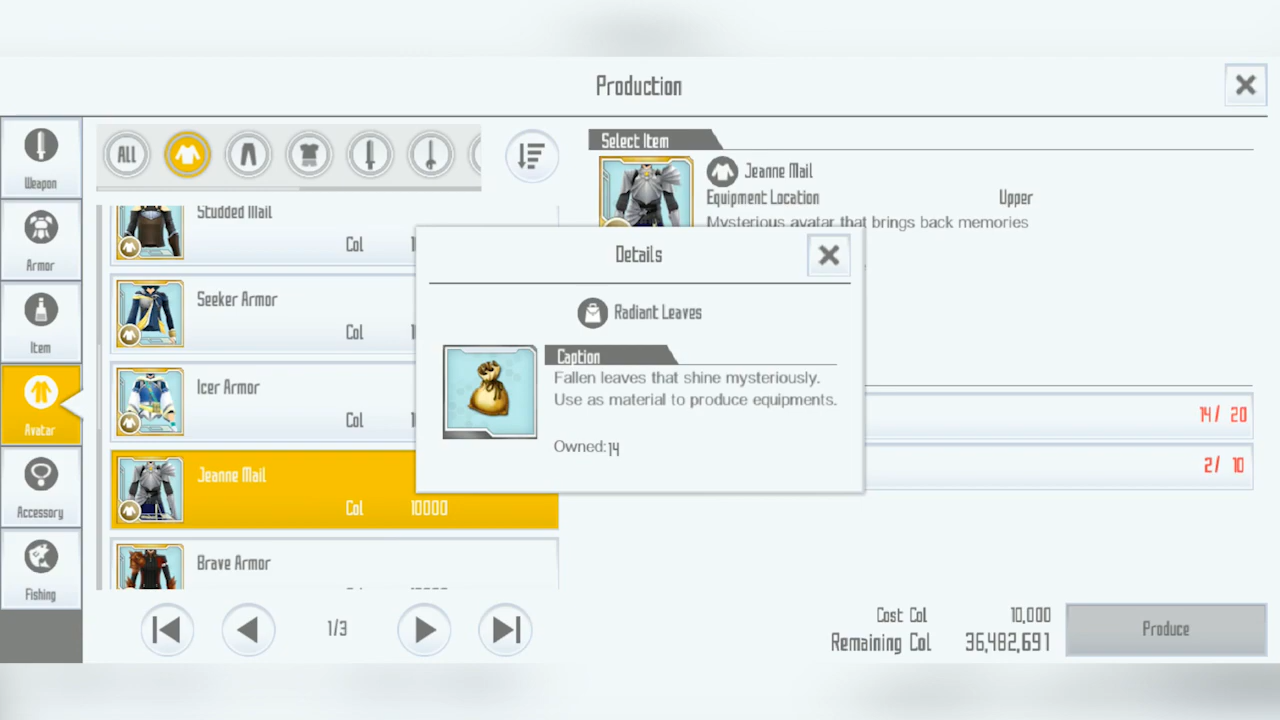 Production
Weapon
Armor
Item
Avatar
Accessory
Fishing
ALL
Studded Mail
Col
Seeker Armor
Col
Icer Armor
Col
Jeanne Mail
Col 10000
Brave Armor
1/3
Select Item
Jeanne Mail
Equipment Location Upper
Mysterious avatar that brings back memories
Details
Radiant Leaves
Caption
Fallen leaves that shine mysteriously.
Use as material to produce equipments.
Owned:14
14/ 20
2/ 10
Cost Col 10,000
Remaining Col 36,482,691
Produce